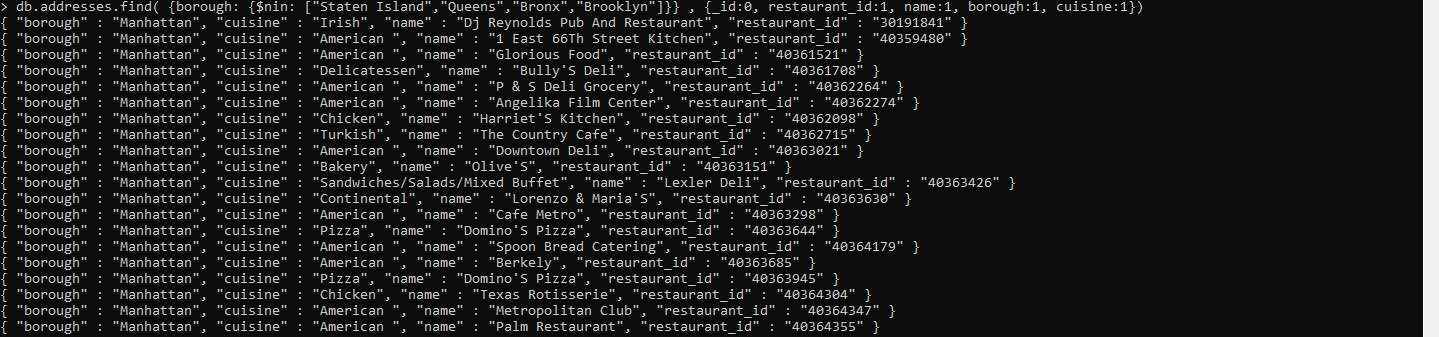 > db.addresses.find( {borough: {$nin: ["Staten Island","Queens","Bronx","Brooklyn"]}} , {_id:0, restaurant_id:1, name:1, borough:1, cuisine:1})
{ "borough" : "Manhattan", "cuisine" : "Irish", "name" : "Dj Reynolds Pub And Restaurant", "restaurant_id" : "30191841" }
{ "borough" : "Manhattan", "cuisine" : "American ", "name" : "1 East 66Th Street Kitchen", "restaurant_id" : "40359480" }
{ "borough" : "Manhattan", "cuisine" : "American ", "name" : "Glorious Food", "restaurant_id" : "40361521" }
{ "borough" : "Manhattan", "cuisine" : "Delicatessen", "name" : "Bully'S Deli", "restaurant_id" : "40361708" }
{ "borough" : "Manhattan", "cuisine" : "American ", "name" : "P & S Deli Grocery", "restaurant_id" : "40362264" }
{ "borough" : "Manhattan", "cuisine" : "American ", "name" : "Angelika Film Center", "restaurant_id" : "40362274" }
{ "borough" : "Manhattan", "cuisine" : "Chicken", "name" : "Harriet'S Kitchen", "restaurant_id" : "40362098" }
{ "borough" : "Manhattan", "cuisine" : "Turkish", "name" : "The Country Cafe", "restaurant_id" : "40362715" }
{ "borough" : "Manhattan", "cuisine" : "American ", "name" : "Downtown Deli", "restaurant_id" : "40363021" }
{ "borough" : "Manhattan", "cuisine" : "Bakery", "name" : "Olive'S", "restaurant_id" : "40363151" }
{ "borough" : "Manhattan", "cuisine" : "Sandwiches/Salads/Mixed Buffet", "name" : "Lexler Deli", "restaurant_id" : "40363426" }
{ "borough" : "Manhattan", "cuisine" : "Continental", "name" : "Lorenzo & Maria'S", "restaurant_id" : "40363630" }
{ "borough" : "Manhattan", "cuisine" : "American ", "name" : "Cafe Metro", "restaurant_id" : "40363298" }
{ "borough" : "Manhattan", "cuisine" : "Pizza", "name" : "Domino'S Pizza", "restaurant_id" : "40363644" }
{ "borough" : "Manhattan", "cuisine" : "American ", "name" : "Spoon Bread Catering", "restaurant_id" : "40364179" }
{ "borough" : "Manhattan", "cuisine" : "American ", "name" : "Berkely", "restaurant_id" : "40363685" }
{ "borough" : "Manhattan", "cuisine" : "Pizza", "name" : "Domino'S Pizza", "restaurant_id" : "40363945" }
{ "borough" : "Manhattan", "cuisine" : "Chicken", "name" : "Texas Rotisserie", "restaurant_id" : "40364304" }
{ "borough" : "Manhattan", "cuisine" : "American ", "name" : "Metropolitan Club", "restaurant_id" : "40364347" }
{ "borough" : "Manhattan", "cuisine" : "American ", "name" : "Palm Restaurant", "restaurant_id" : "40364355" }